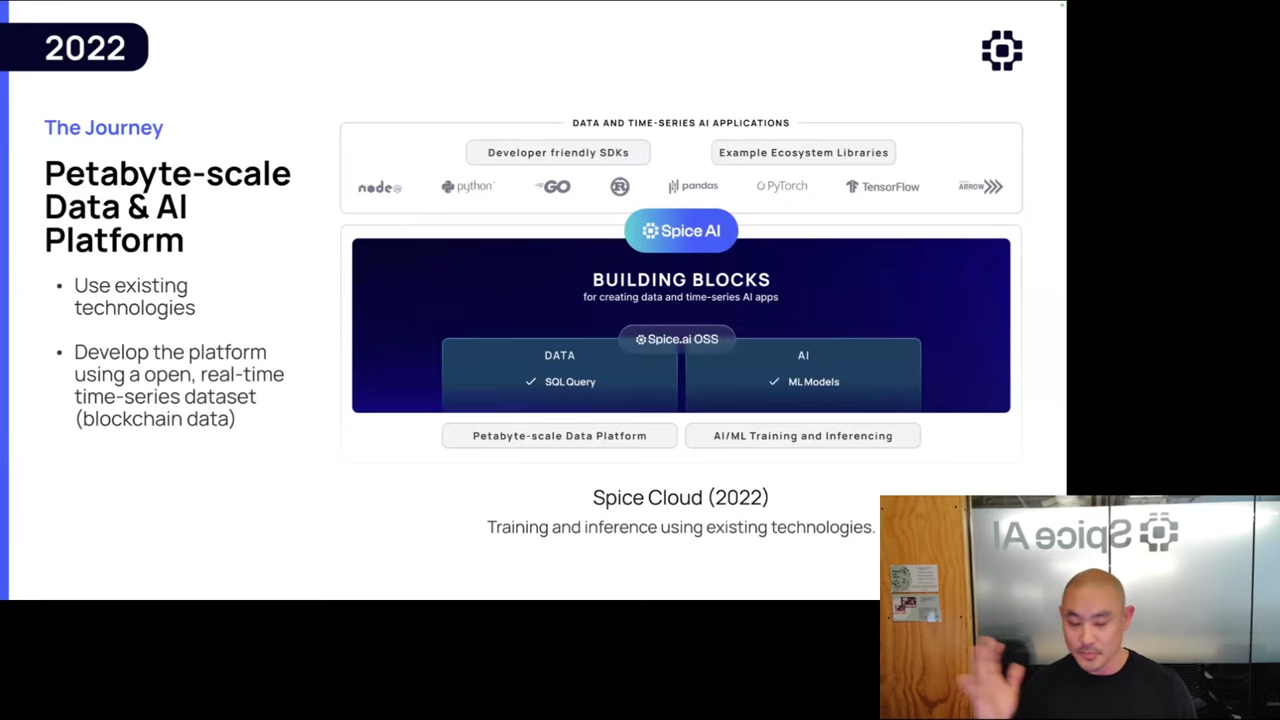 2022
The Journey
Petabyte-scale
Data & AI
Platform
• Use existing
technologies
• Develop the platform
using a open, real-time
time-series dataset
(blockchain data)
DATA AND TIME-SERIES AI APPLICATIONS
Developer friendly SDKs
Example Ecosystem Libraries
node
python
GO
R
pandas
PyTorch
TensorFlow
ARROW
Spice AI
BUILDING BLOCKS
for creating data and time-series AI apps
Spice.ai OSS
DATA
SQL Query
AI
ML Models
Petabyte-scale Data Platform
AI/ML Training and Inferencing
Spice Cloud (2022)
Training and inference using existing technologies.
Spice AI